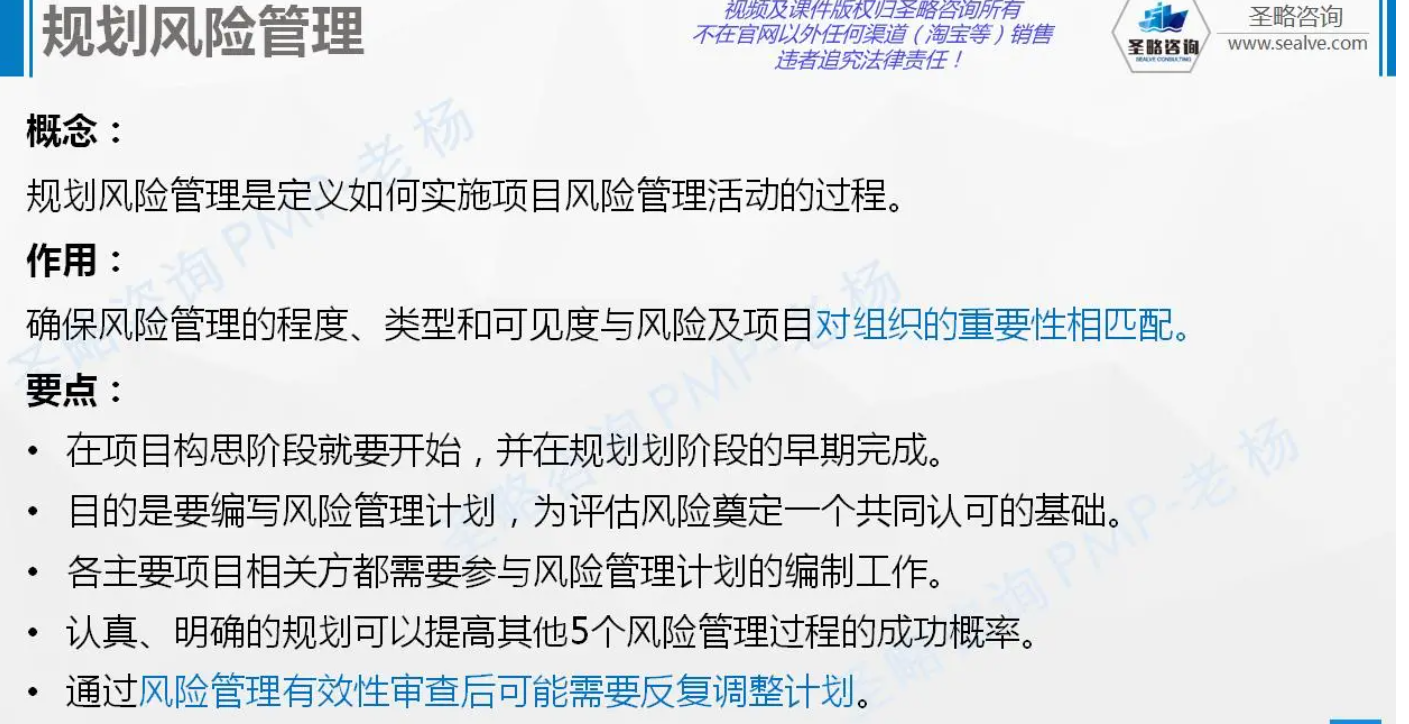 规划风险管理
视频及课件版权归圣略咨询所有
不在官网以外任何渠道（淘宝等）销售
违者追究法律责任！
圣略咨询
SEALVE CONSULTING
圣略咨询
www.sealve.com
概念：
规划风险管理是定义如何实施项目风险管理活动的过程。
作用：
确保风险管理的程度、类型和可见度与风险及项目对组织的重要性相匹配。
要点：
• 在项目构思阶段就要开始，并在规划划阶段的早期完成。
• 目的是要编写风险管理计划，为评估风险奠定一个共同认可的基础。
• 各主要项目相关方都需要参与风险管理计划的编制工作。
• 认真、明确的规划可以提高其他5个风险管理过程的成功概率。
• 通过风险管理有效性审查后可能需要反复调整计划。
圣略咨询PMP-老杨
圣略咨询PMP-老杨
圣略咨询PMP-老杨